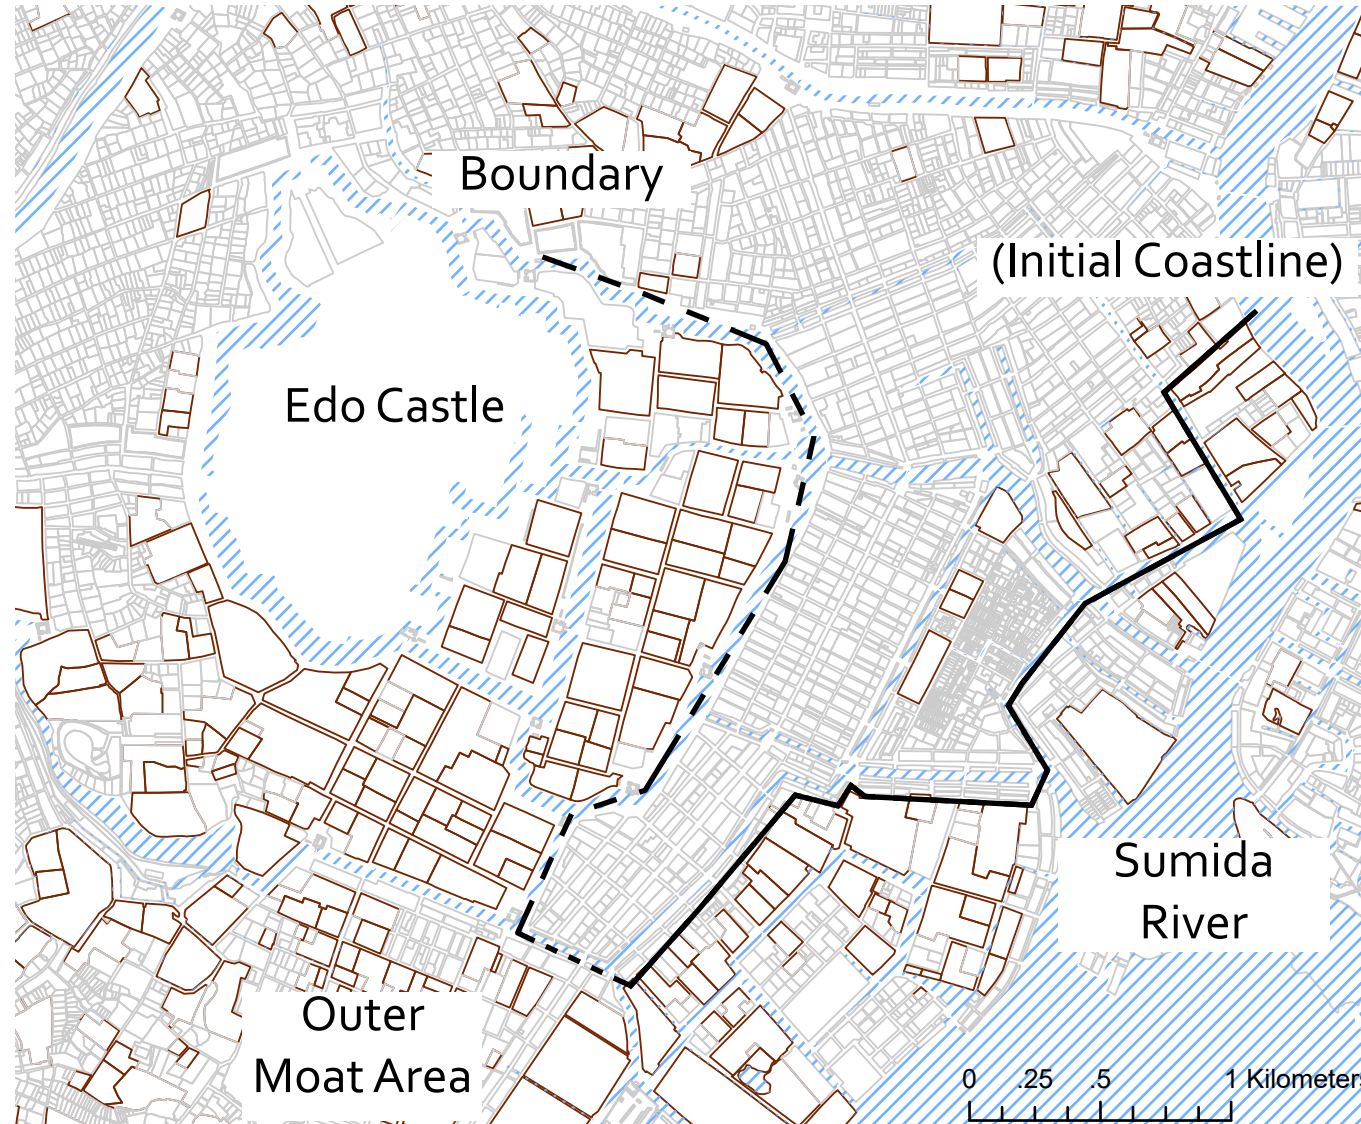 Boundary
(Initial Coastline)
Edo Castle
Sumida
River
Outer
Moat Area
0 .25 .5 1 Kilometers